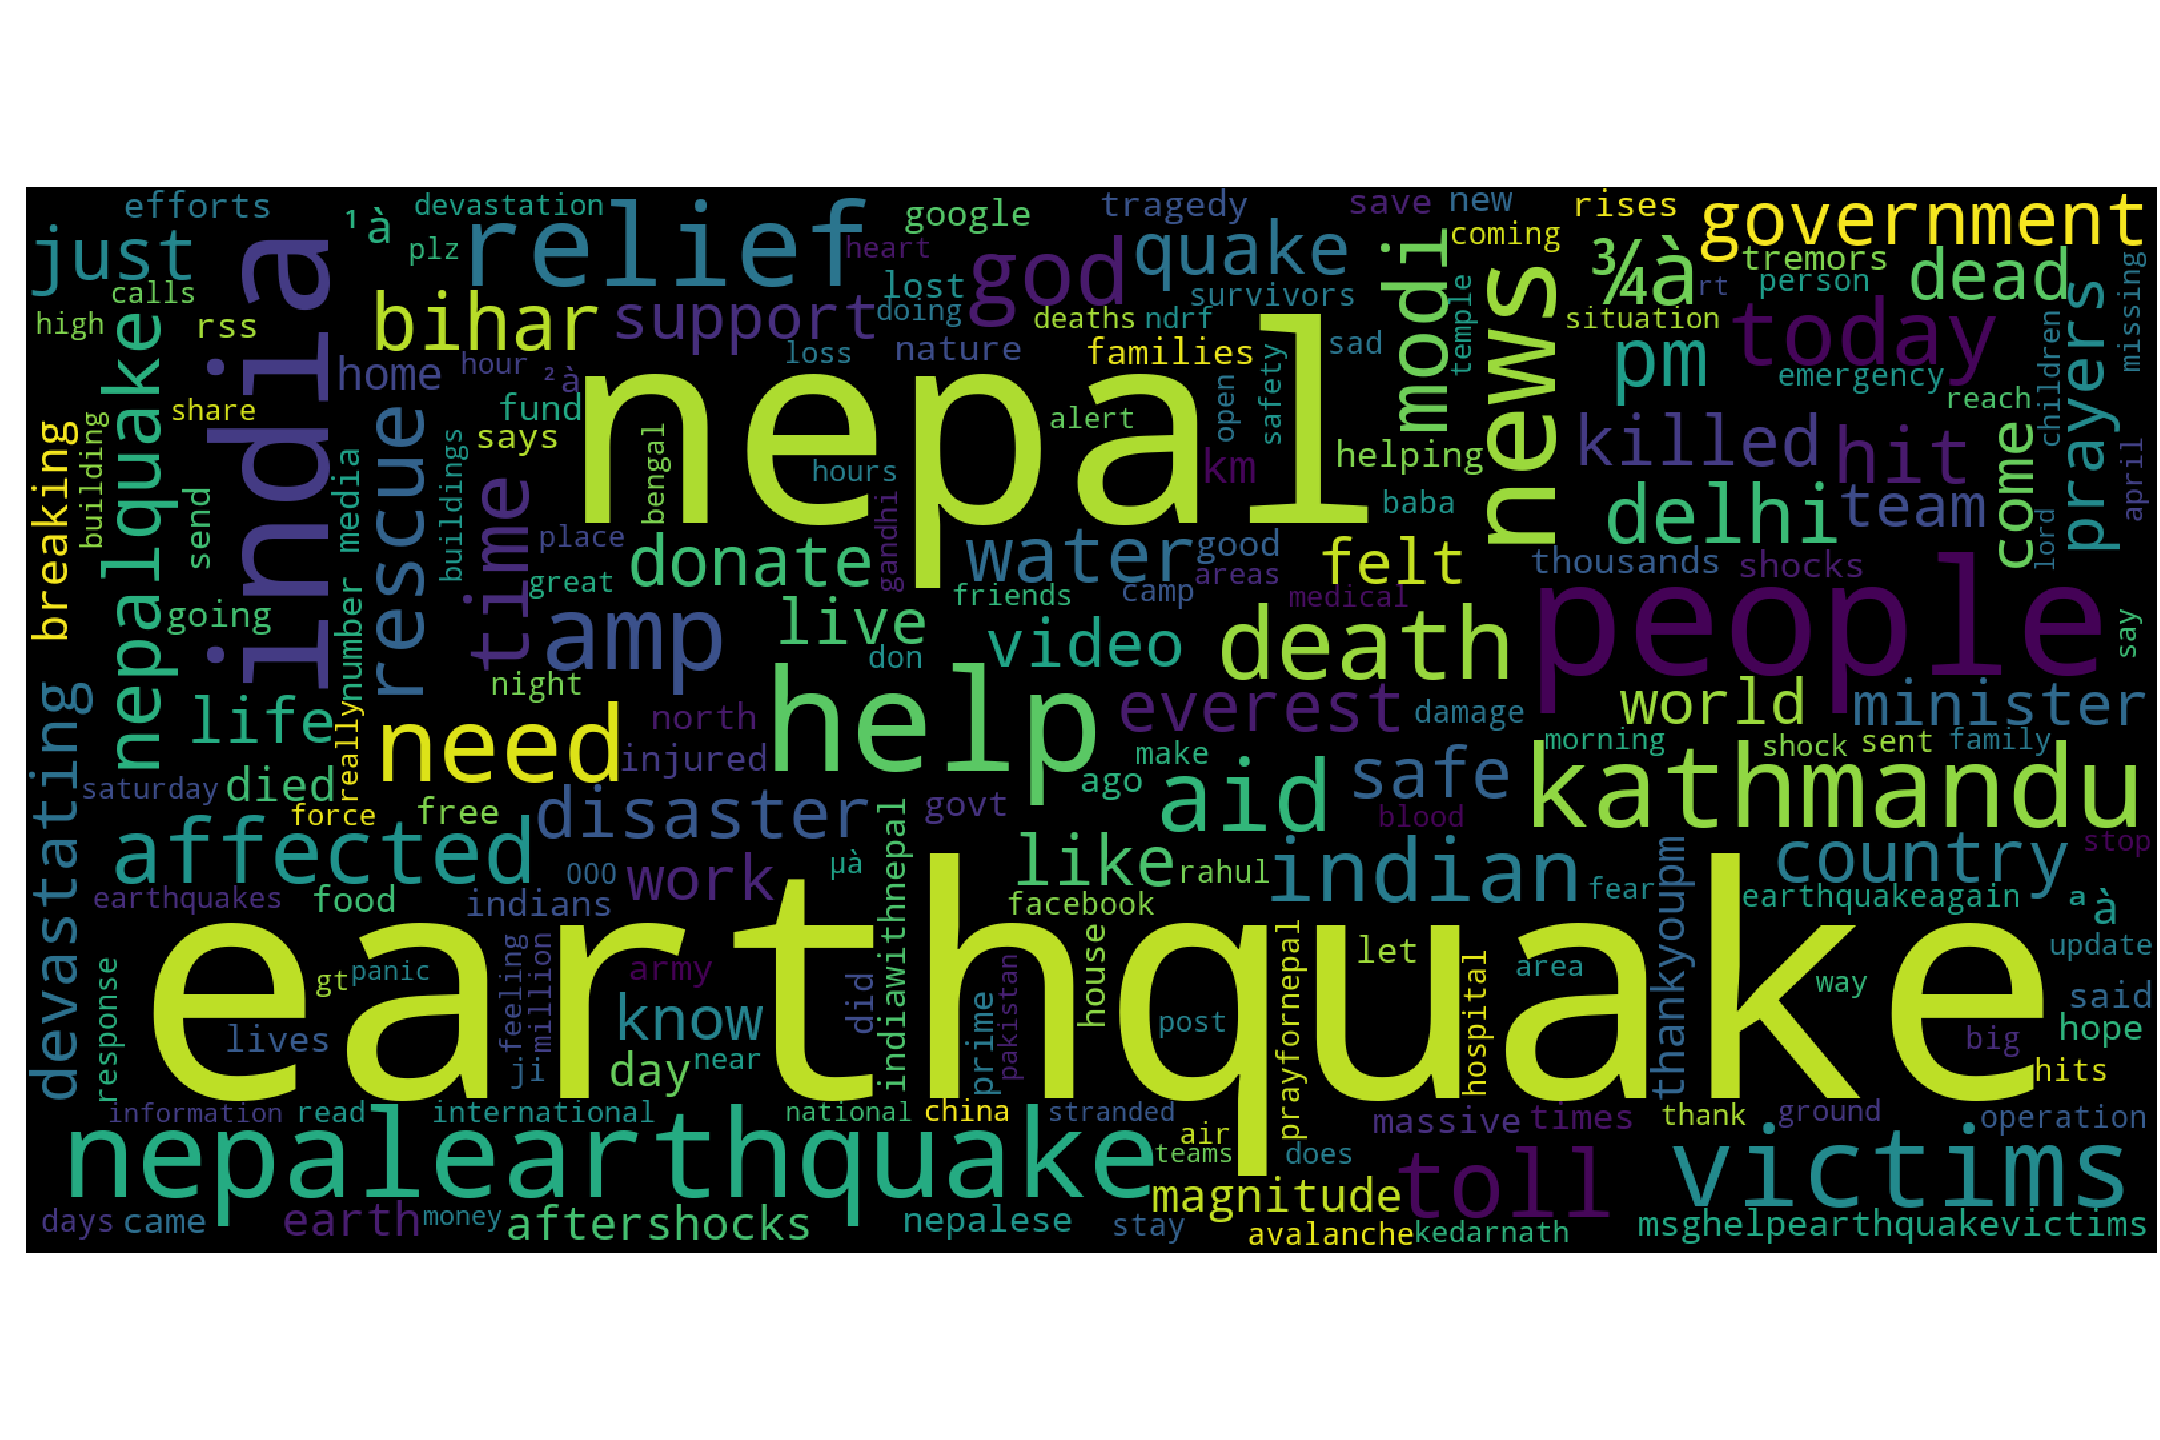 efforts
¹à
devastation
google
tragedy
save
new
rises
government
just
plz
relief
heart
god
quake
modi
coming
¾à
tremors
rt
person
dead
missing
calls
india
lost
doing
survivors
temple
news
high
rss
nepalquake
bihar
support
deaths
ndrf
situation
today
prayers
home
hour
²à
loss
nature
families
sad
pm
emergency
children
share
fund
nepal
alert
open
safety
reach
breaking
building
send
media
rescue
buildings
says
time
bengal
hours
km
helping
killed
hit
april
gandhi
baba
delhi
team
come
lord
place
donate
water
good
areas
felt
thousands
shocks
great
going
number
amp
live
friends
camp
medical
people
say
don
video
death
night
life
really
need
north
help
everest
damage
world
minister
devastating
injured
make
morning
shock
sent
family
saturday
died
force
free
disaster
govt
ago
aid
safe
blood
kathmandu
affected
000
work
µà
indiawithnepal
like
rahul
indian
fear
thankyoupm
country
stop
earthquakes
food
indians
facebook
earthquakeagain
ªà
update
response
gt
panic
feeling
million
army
earthquake
house
pakistan
prayfornepal
let
hospital
area
way
said
lives
ji
know
did
prime
post
big
hope
day
near
hits
information
read
international
national
china
stranded
massive
times
thank
ground
operation
nepalearthquake
air
teams
does
toll
victims
magnitude
days
came
earth
money
aftershocks
nepalese
stay
avalanche
kedarnath
msghelpearthquakevictims